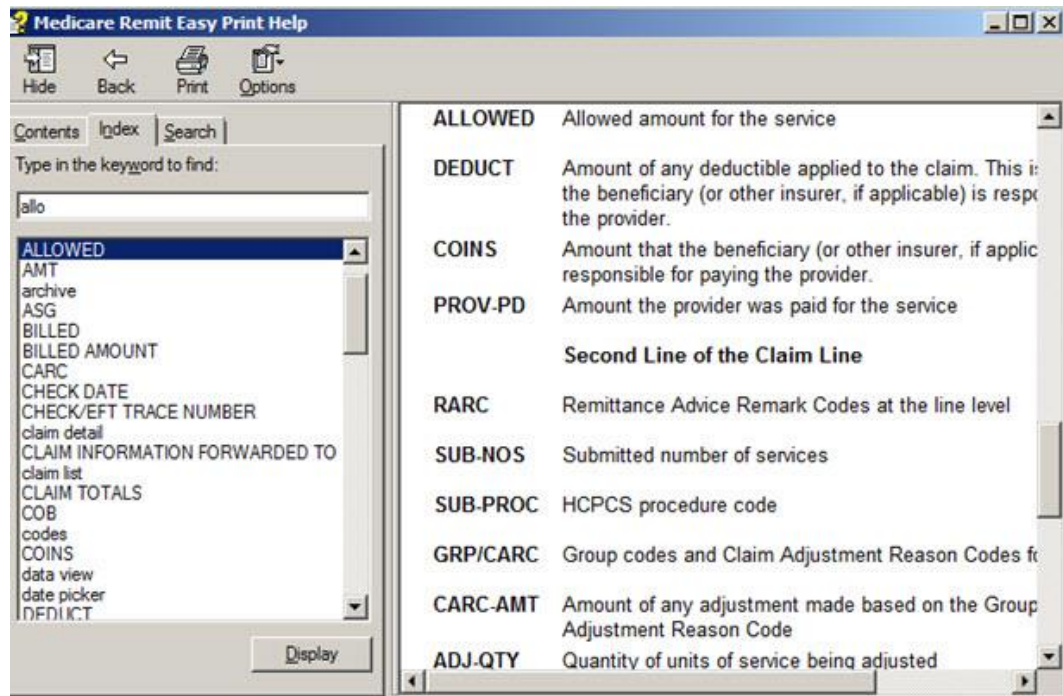 Medicare Remit Easy Print Help
Hide Back Print Options
Contents Index Search
Type in the keyword to find:
allo
ALLOWED
AMT
archive
ASG
BILLED
BILLED AMOUNT
CARC
CHECK DATE
CHECK/EFT TRACE NUMBER
claim detail
CLAIM INFORMATION FORWARDED TO
claim list
CLAIM TOTALS
COB
codes
COINS
data view
date picker
DEDUCT
Display
ALLOWED Allowed amount for the service
DEDUCT Amount of any deductible applied to the claim. This is
the beneficiary (or other insurer, if applicable) is
the provider.
COINS Amount that the beneficiary (or other insurer, if
responsible for paying the provider.
PROV-PD Amount the provider was paid for the service
Second Line of the Claim Line
RARC Remittance Advice Remark Codes at the line level
SUB-NOS Submitted number of services
SUB-PROC HCPCS procedure code
GRP/CARC Group codes and Claim Adjustment Reason Codes
CARC-AMT Amount of any adjustment made based on the Group
Adjustment Reason Code
ADJ-QTY Quantity of units of service being adjusted